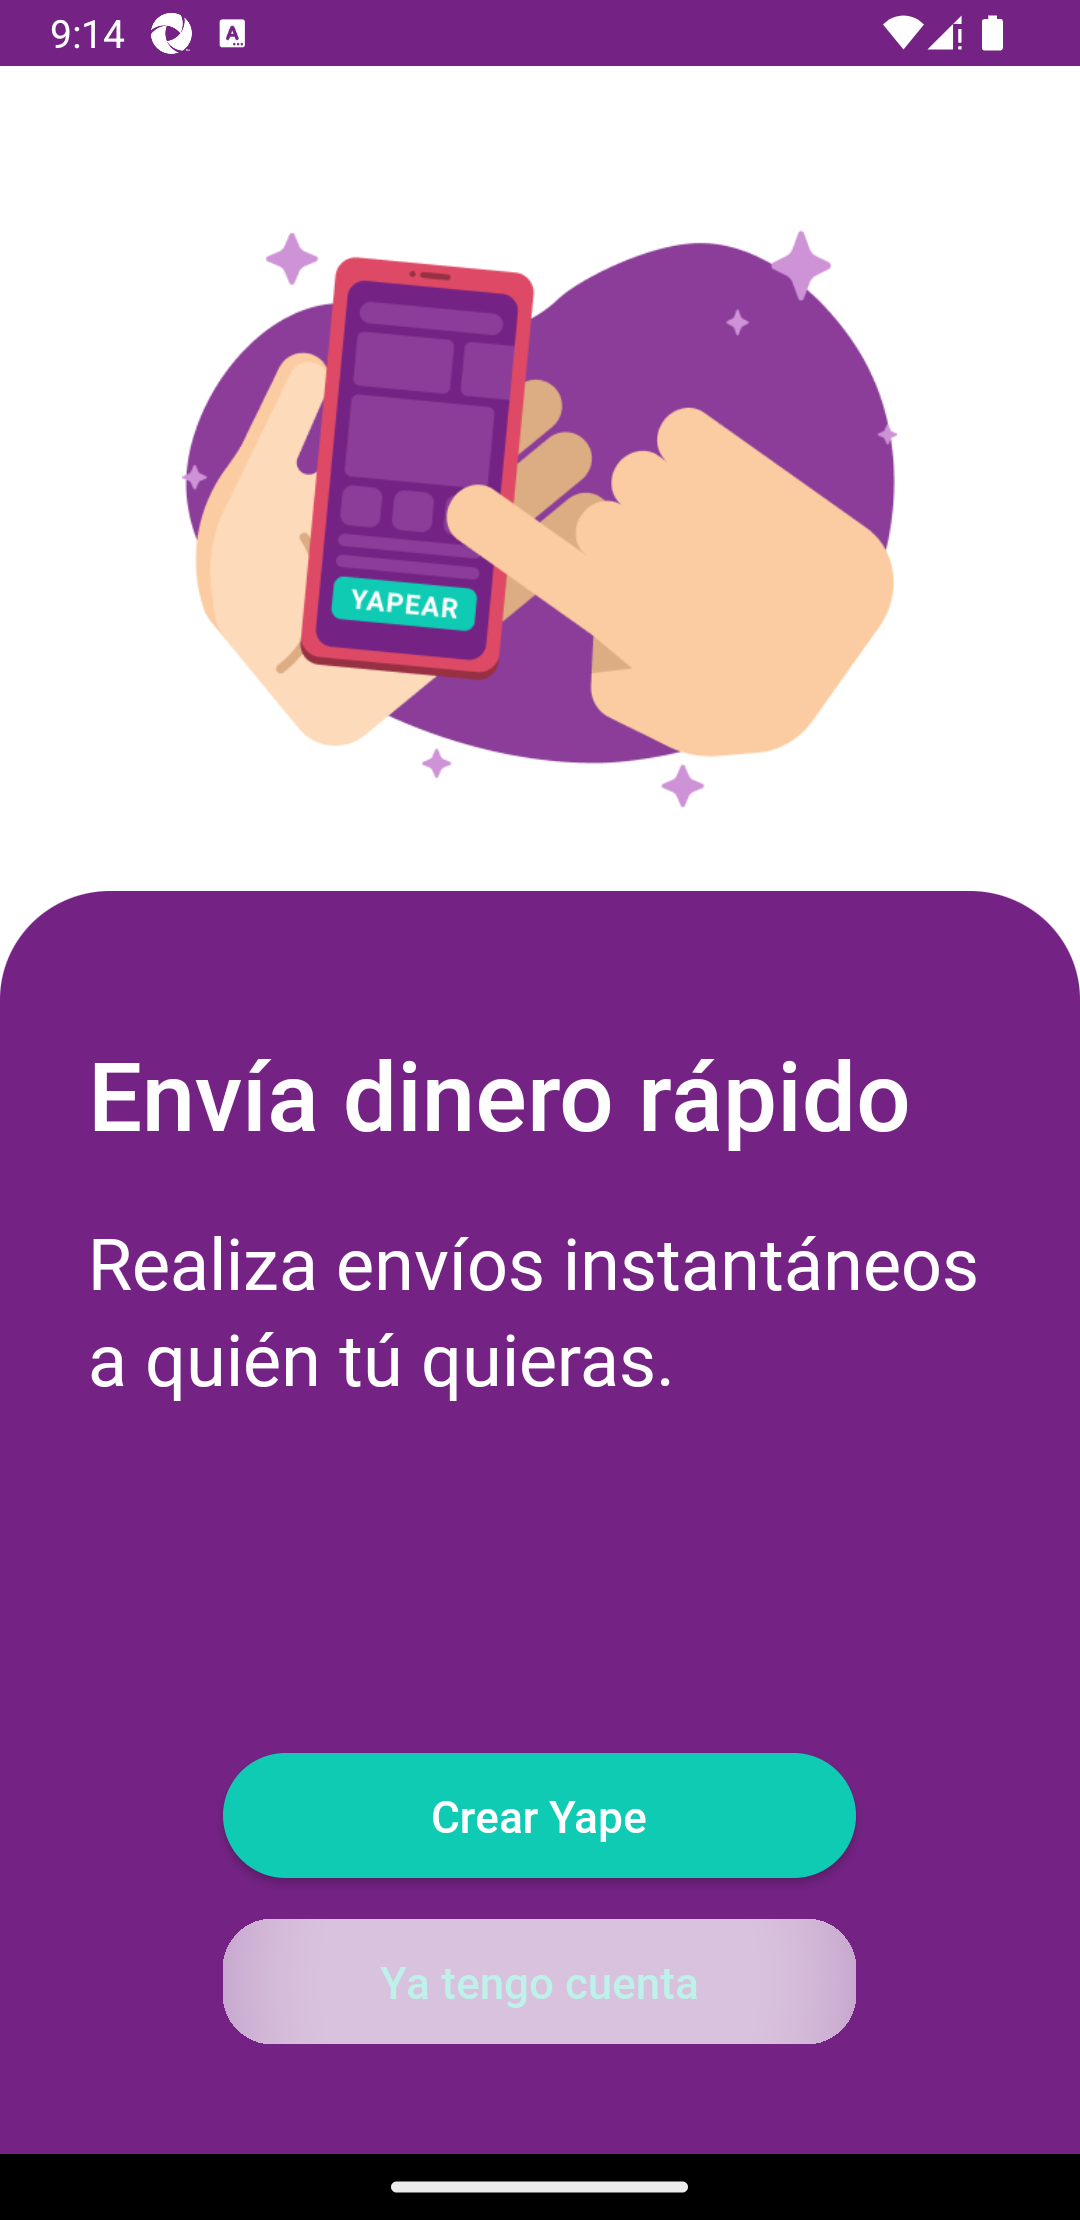 9:14
YAPEAR
Envía dinero rápido
Realiza envíos instantáneos
a quién tú quieras.
Crear Yape
Ya tengo cuenta